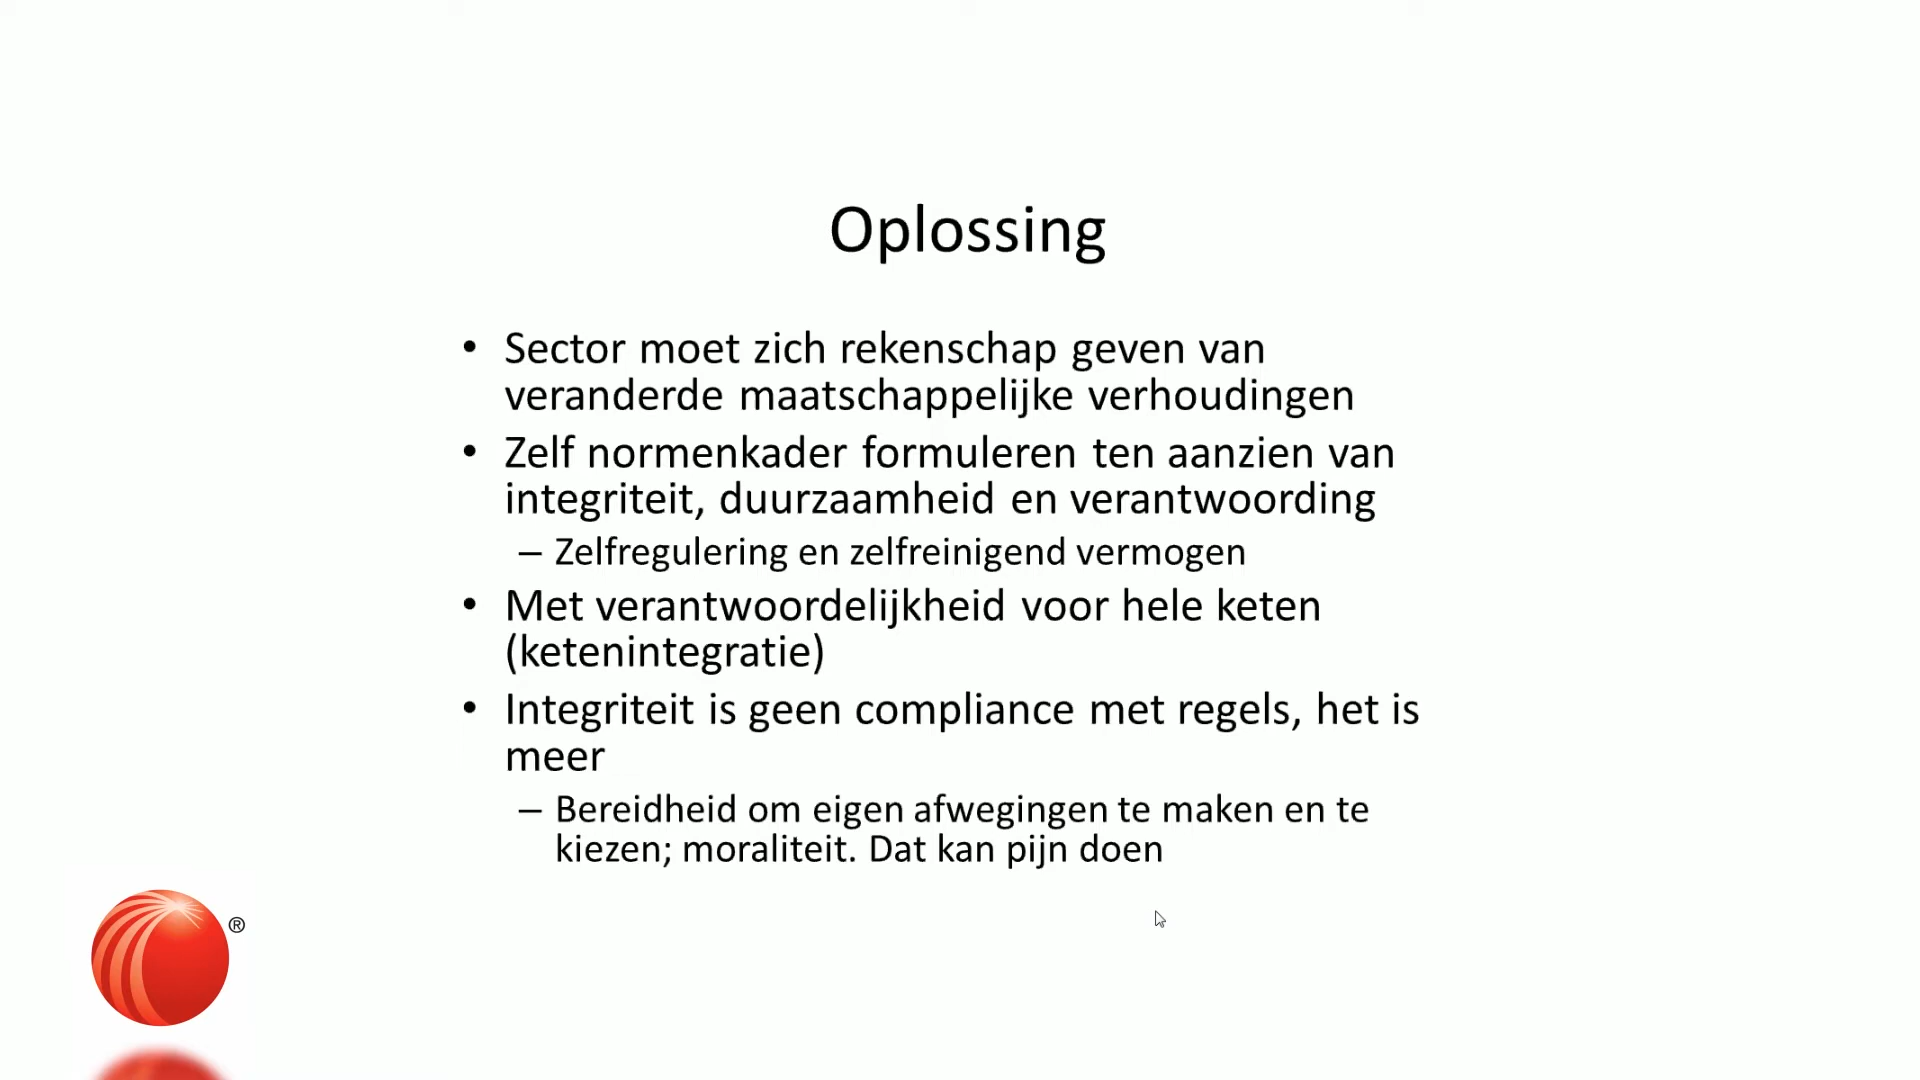 Oplossing
• Sector moet zich rekenschap geven van
veranderde maatschappelijke verhoudingen
• Zelf normenkader formuleren ten aanzien van
integriteit, duurzaamheid en verantwoording
– Zelfregulering en zelfreinigend vermogen
• Met verantwoordelijkheid voor hele keten
(ketenintegratie)
• Integriteit is geen compliance met regels, het is
meer
– Bereidheid om eigen afwegingen te maken en te
kiezen; moraliteit. Dat kan pijn doen
®